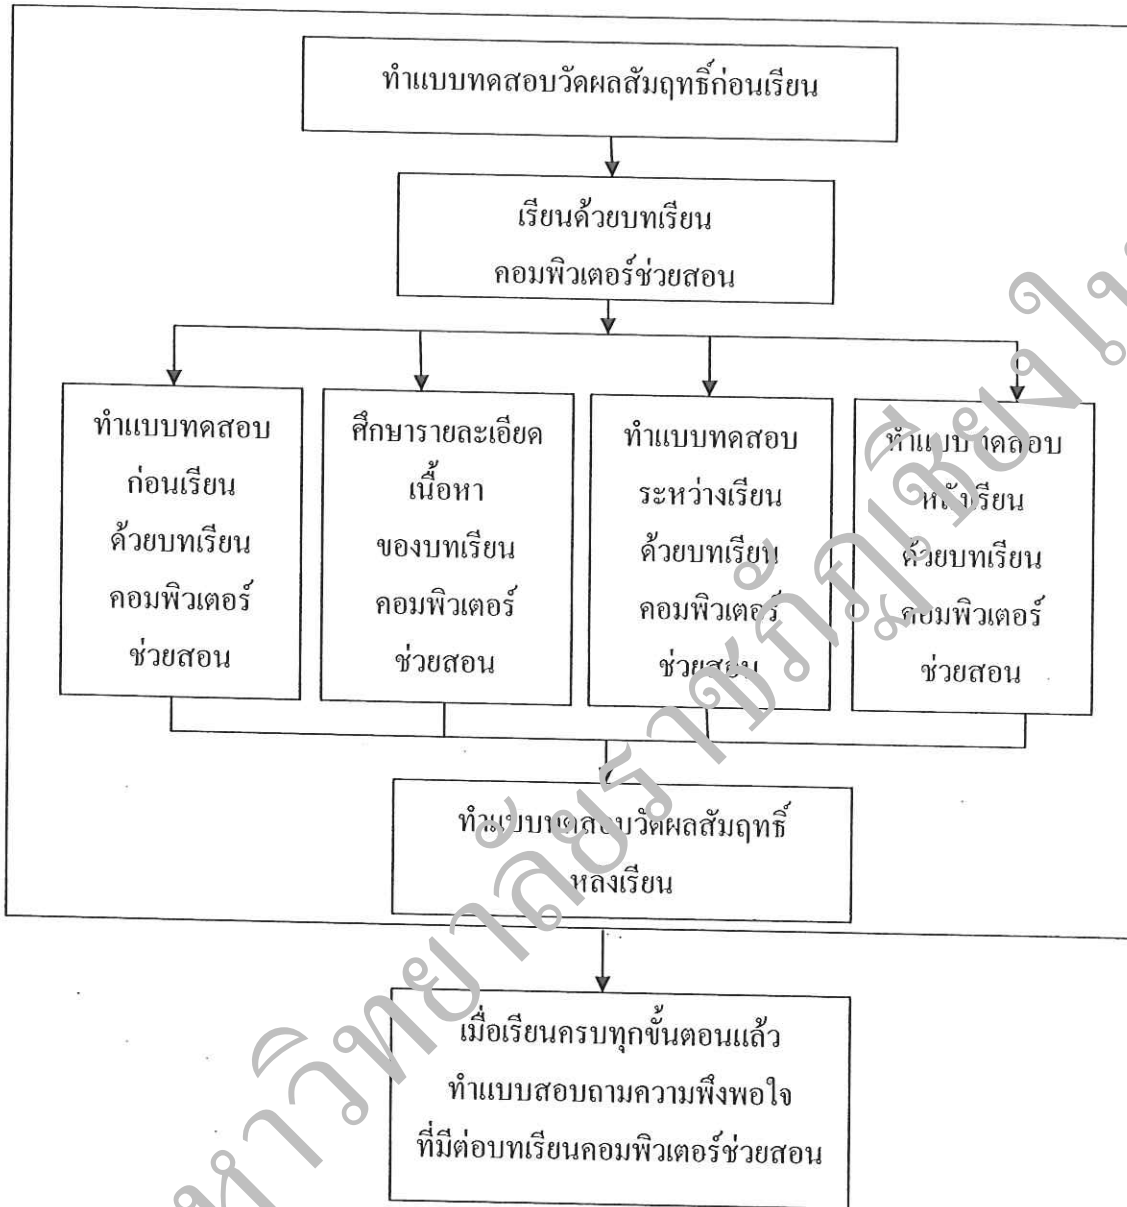 ทำแบบทดสอบวัดผลสัมฤทธิ์ก่อนเรียน
เรียนด้วยบทเรียน
คอมพิวเตอร์ช่วยสอน
ทำแบบทดสอบ
ก่อนเรียน
ด้วยบทเรียน
คอมพิวเตอร์
ช่วยสอน
ศึกษารายละเอียด
เนื้อหา
ของบทเรียน
คอมพิวเตอร์
ช่วยสอน
ทำแบบทดสอบ
ระหว่างเรียน
ด้วยบทเรียน
คอมพิวเตอร์
ช่วยสอน
ทำแบบทดสอบ
หลังเรียน
ด้วยบทเรียน
คอมพิวเตอร์
ช่วยสอน
ทำแบบทดสอบวัดผลสัมฤทธิ์
หลังเรียน
เมื่อเรียนครบทุกขั้นตอนแล้ว
ทำแบบสอบถามความพึงพอใจ
ที่มีต่อบทเรียนคอมพิวเตอร์ช่วยสอน